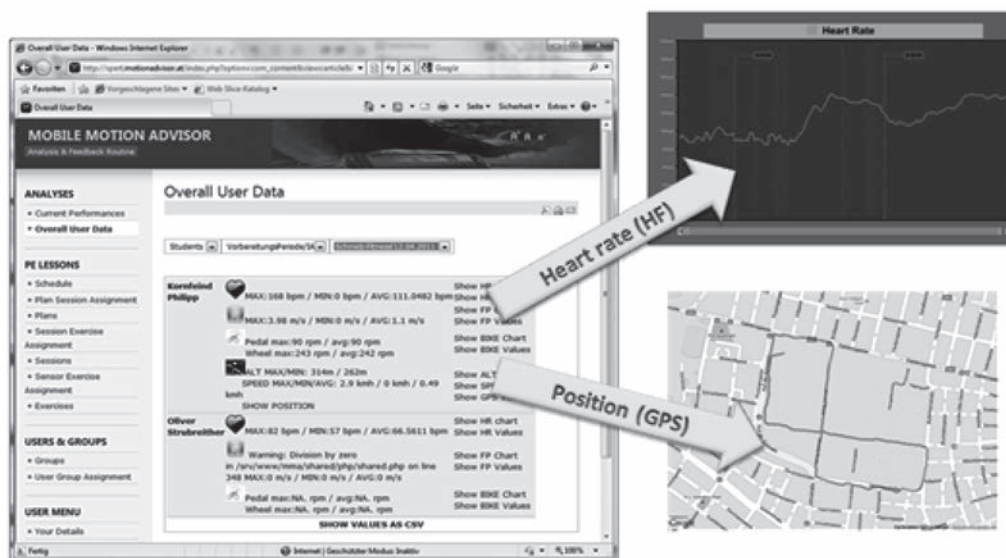 Overall User Data - Windows Internet Explorer
Google
Favoriten Vorgeschlagene Sites Web Slice-Katalog
Overall User Data
Seite Sicherheit Extras
MOBILE MOTION ADVISOR
Analysis & Feedback Routine
ANALYSES
Current Performances
Overall User Data
PE LESSONS
Schedule
Plan Session Assignment
Plans
Session Exercise
Assignment
Sessions
Sensor Exercise
Assignment
Exercises
USERS & GROUPS
Groups
User Group Assignment
USER MENU
Your Details
Overall User Data
Students
Kornfeind
Philipp
MAX:168 bpm / MIN:0 bpm / AVG:111.0482 bpm
Show
Show
MAX:3.98 m/s / MIN:0 m/s / AVG:1.1 m/s
Show FP
Show FP Values
Pedal max:90 rpm / avg:90 rpm
Show BIKE Chart
Wheel max:243 rpm / avg:242 rpm
Show BIKE Values
ALT MAX/MIN: 314m / 262m
Show
SPEED MAX/MIN/AVG: 2.9 kmh / 0 kmh / 0.49
kmh
Show
Show
SHOW POSITION
Oliver
Strubreither
MAX:82 bpm / MIN:57 bpm / AVG:66.5611 bpm
Show HR chart
Show HR Values
Warning: Division by zero
in /srv/www/mma/shared/php/shared.php on line
348 MAX:0 m/s / MIN:0 m/s / AVG:0 m/s
Show FP Chart
Show FP Values
Pedal max:NA. rpm / avg:NA. rpm
Show BIKE Chart
Wheel max:NA. rpm / avg:NA. rpm
Show BIKE Values
SHOW VALUES AS CSV
Fertig
Internet | Geschützter Modus: Inaktiv
100%
Heart Rate
Heart rate (HF)
Position (GPS)